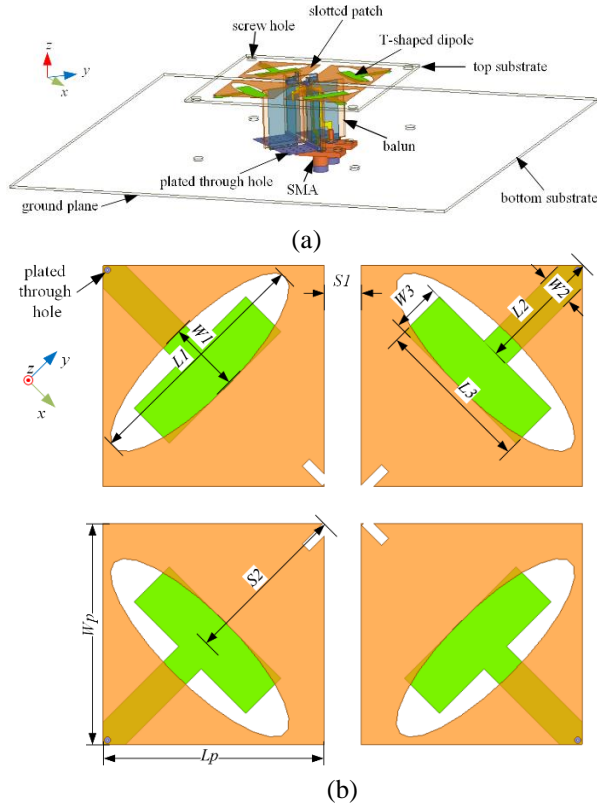 screw hole
slotted patch
T-shaped dipole
top substrate
z
y
x
balun
plated through hole
SMA
ground plane
bottom substrate
(a)
plated
through
hole
S1
W1
L1
W3
L2
W2
L3
z
y
x
S2
Wp
Lp
(b)